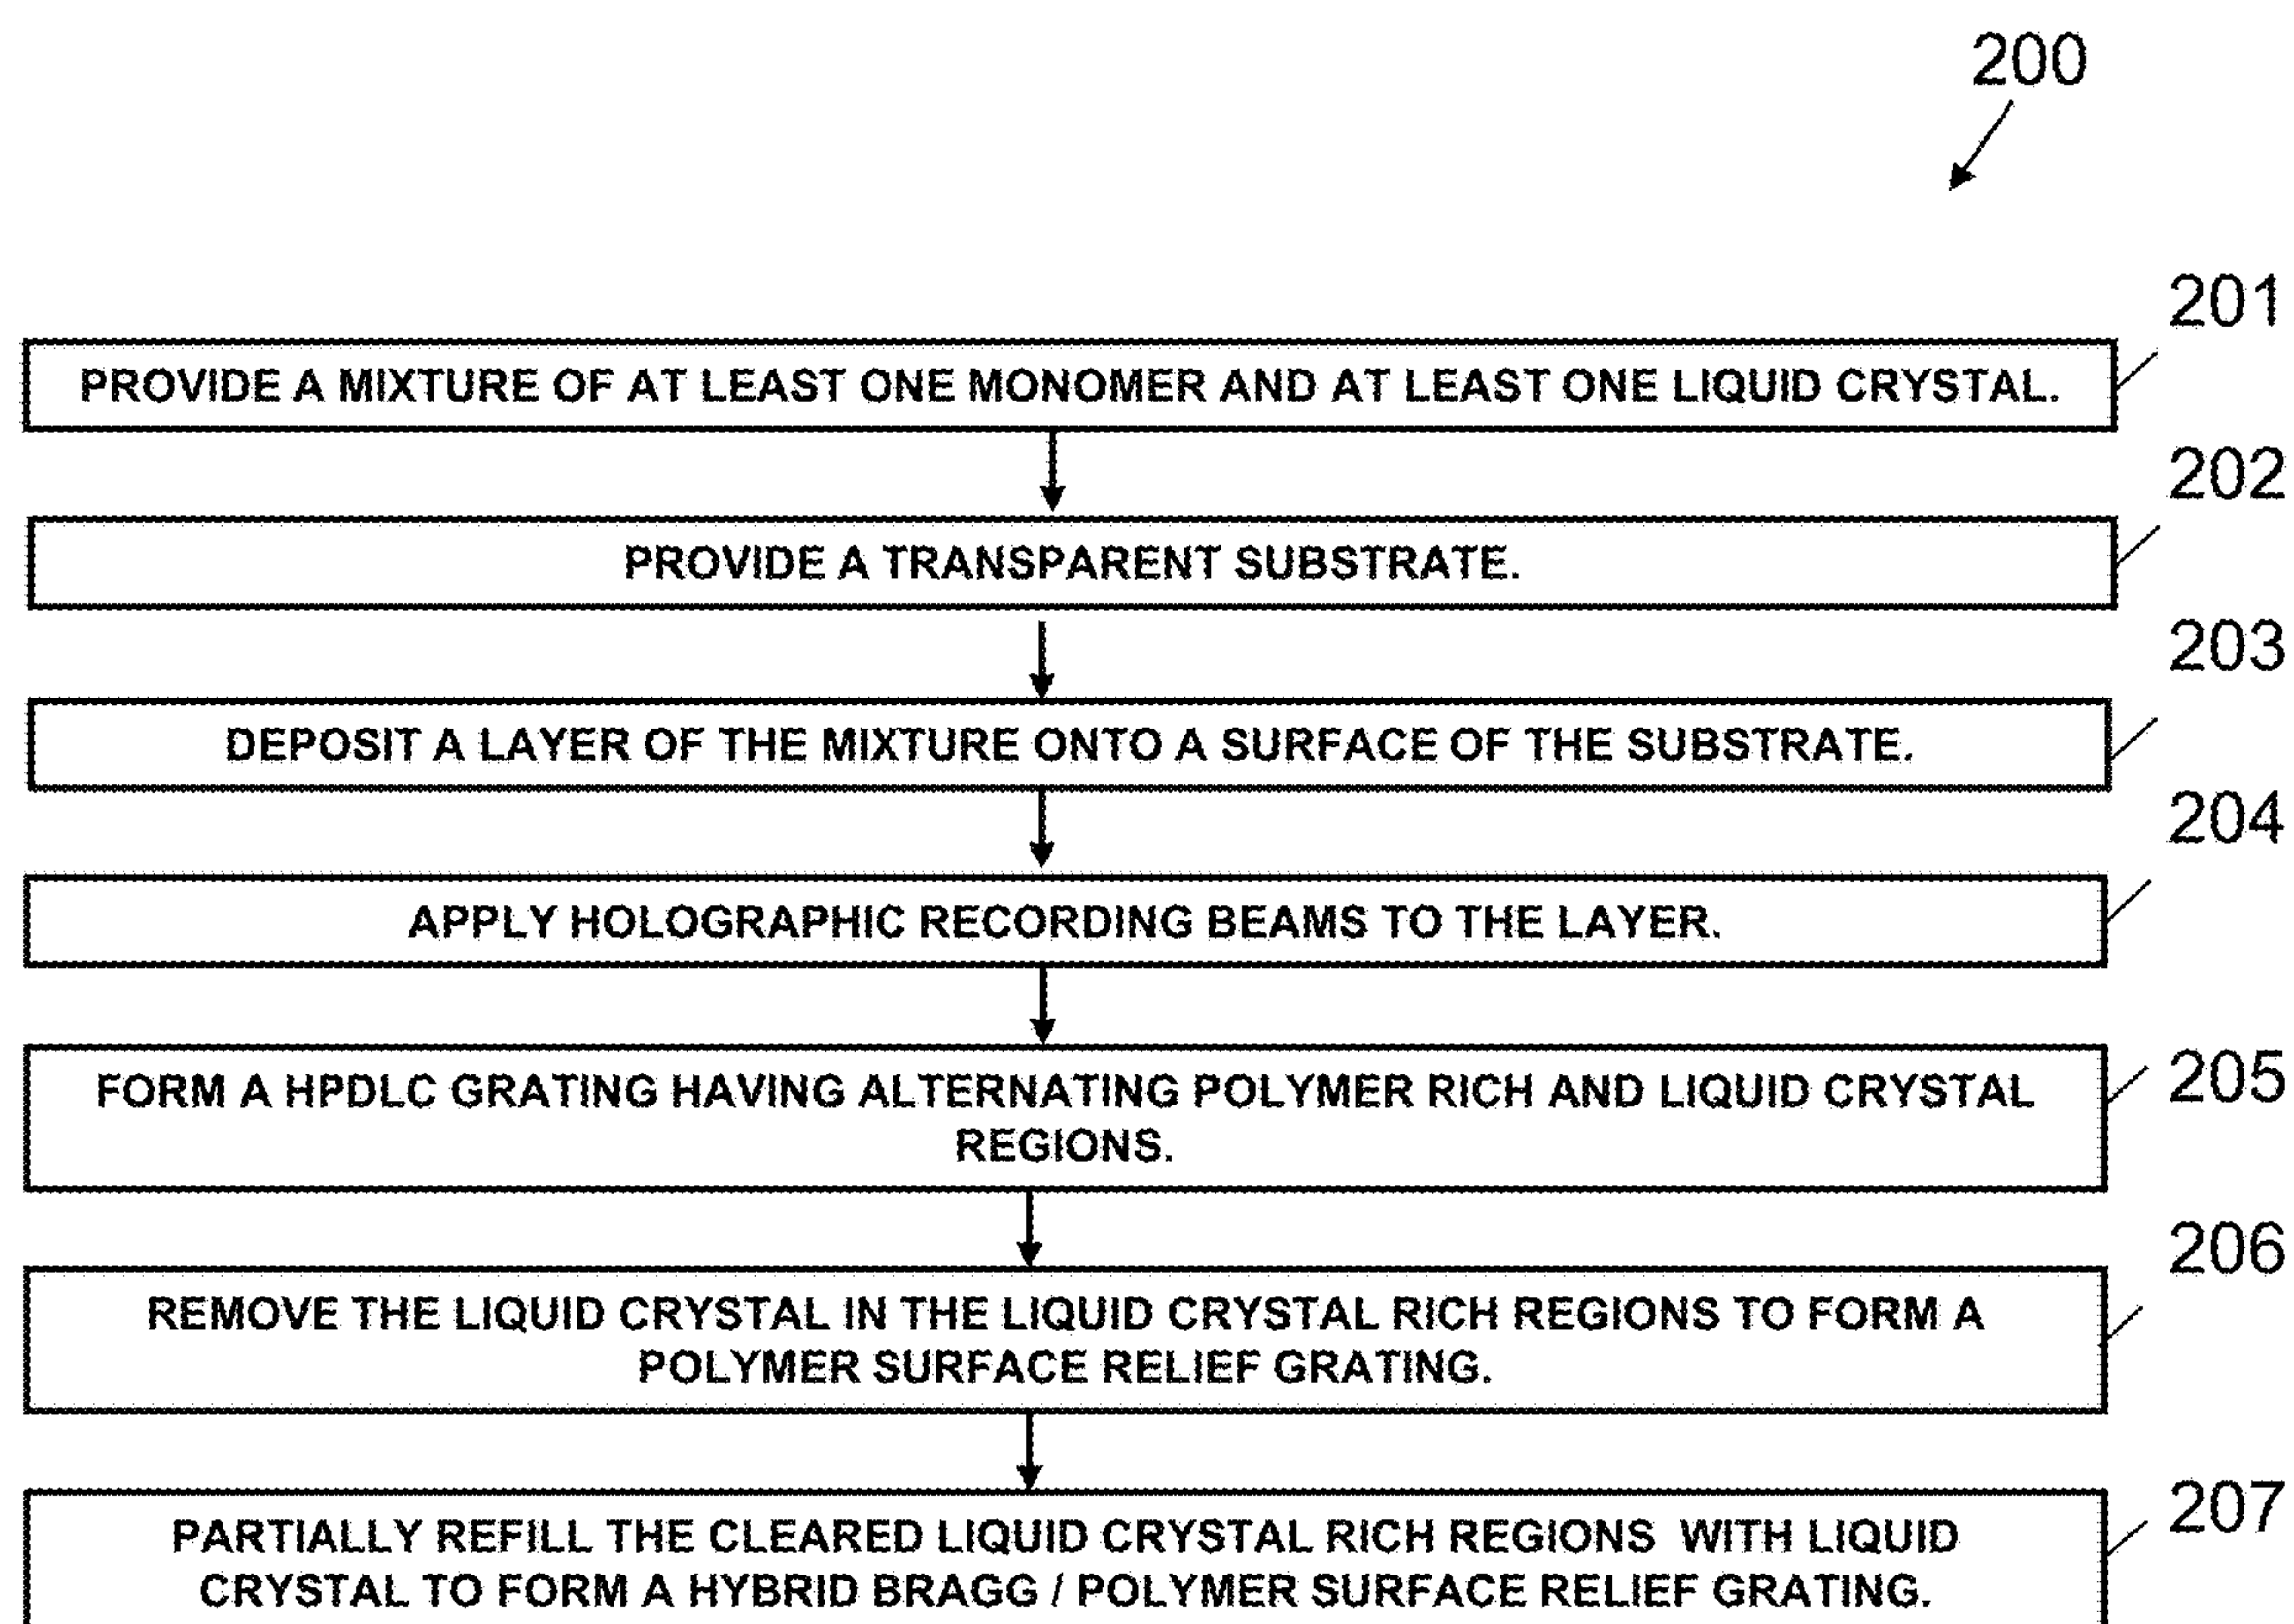 200
201
PROVIDE A MIXTURE OF AT LEAST ONE MONOMER AND AT LEAST ONE LIQUID CRYSTAL.
202
PROVIDE A TRANSPARENT SUBSTRATE.
203
DEPOSIT A LAYER OF THE MIXTURE ONTO A SURFACE OF THE SUBSTRATE.
204
APPLY HOLOGRAPHIC RECORDING BEAMS TO THE LAYER.
205
FORM A HPDLC GRATING HAVING ALTERNATING POLYMER RICH AND LIQUID CRYSTAL
REGIONS.
206
REMOVE THE LIQUID CRYSTAL IN THE LIQUID CRYSTAL RICH REGIONS TO FORM A
POLYMER SURFACE RELIEF GRATING.
207
PARTIALLY REFILL THE CLEARED LIQUID CRYSTAL RICH REGIONS WITH LIQUID
CRYSTAL TO FORM A HYBRID BRAGG / POLYMER SURFACE RELIEF GRATING.